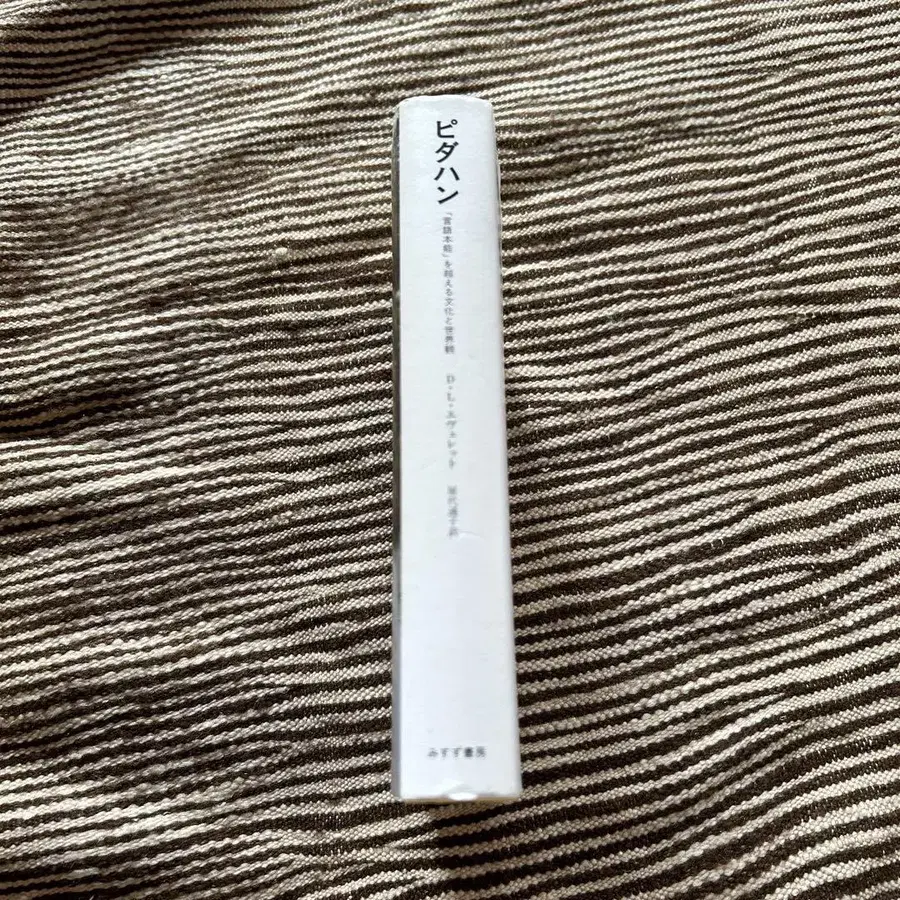 ピダハン
「言語本能」を超える文化と世界観
D・L・エヴェレット
屋代通子訳
みすず書房